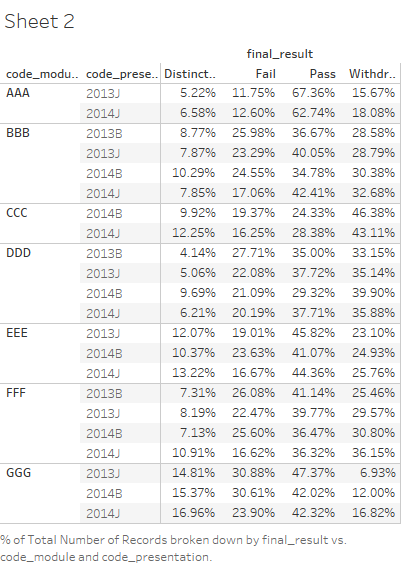 Sheet 2
final_result
code_modu.. code_prese.. Distinct.. Fail Pass Withdr..
AAA 2013J 5.22% 11.75% 67.36% 15.67%
2014J 6.58% 12.60% 62.74% 18.08%
BBB 2013B 8.77% 25.98% 36.67% 28.58%
2013J 7.87% 23.29% 40.05% 28.79%
2014B 10.29% 24.55% 34.78% 30.38%
2014J 7.85% 17.06% 42.41% 32.68%
CCC 2014B 9.92% 19.37% 24.33% 46.38%
2014J 12.25% 16.25% 28.38% 43.11%
DDD 2013B 4.14% 27.71% 35.00% 33.15%
2013J 5.06% 22.08% 37.72% 35.14%
2014B 9.69% 21.09% 29.32% 39.90%
2014J 6.21% 20.19% 37.71% 35.88%
EEE 2013J 12.07% 19.01% 45.82% 23.10%
2014B 10.37% 23.63% 41.07% 24.93%
2014J 13.22% 16.67% 44.36% 25.76%
FFF 2013B 7.31% 26.08% 41.14% 25.46%
2013J 8.19% 22.47% 39.77% 29.57%
2014B 7.13% 25.60% 36.47% 30.80%
2014J 10.91% 16.62% 36.32% 36.15%
GGG 2013J 14.81% 30.88% 47.37% 6.93%
2014B 15.37% 30.61% 42.02% 12.00%
2014J 16.96% 23.90% 42.32% 16.82%
% of Total Number of Records broken down by final_result vs.
code_module and code_presentation.